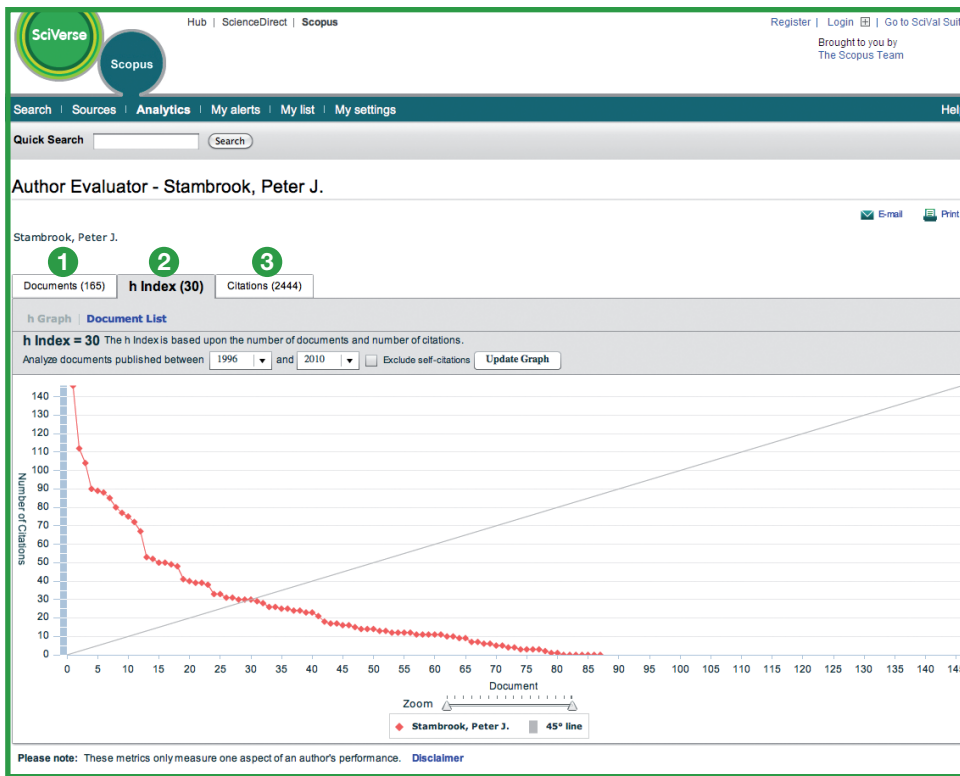 Hub | ScienceDirect | Scopus
Register | Login | Go to SciVal Suit
SciVerse
Scopus
Brought to you by
The Scopus Team
Search | Sources | Analytics | My alerts | My list | My settings
Hel
Quick Search Search
Author Evaluator - Stambrook, Peter J.
E-mail Print
Stambrook, Peter J.
1 2 3
Documents (165) h Index (30) Citations (2444)
h Graph | Document List
h Index = 30 The h Index is based upon the number of documents and number of citations.
Analyze documents published between 1996 and 2010 Exclude self-citations Update Graph
140
130
120
110
100
90
80
70
60
50
40
30
20
10
0
Number of Citations
0 5 10 15 20 25 30 35 40 45 50 55 60 65 70 75 80 85 90 95 100 105 110 115 120 125 130 135 140 145
Document
Zoom
Stambrook, Peter J. 45° line
Please note: These metrics only measure one aspect of an author's performance. Disclaimer